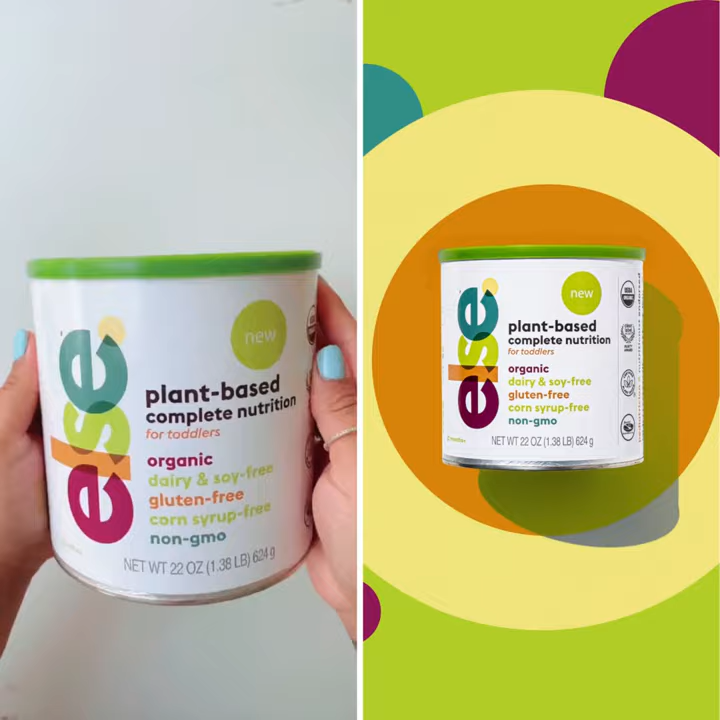 else
new
plant-based
complete nutrition
for toddlers
organic
dairy & soy-free
gluten-free
corn syrup-free
non-gmo
NET WT 22 OZ (1.38 LB) 624 g
else
new
plant-based
complete nutrition
for toddlers
organic
dairy & soy-free
gluten-free
corn syrup-free
non-gmo
NET WT 22 OZ (1.38 LB) 624 g
USDA
ORGANIC